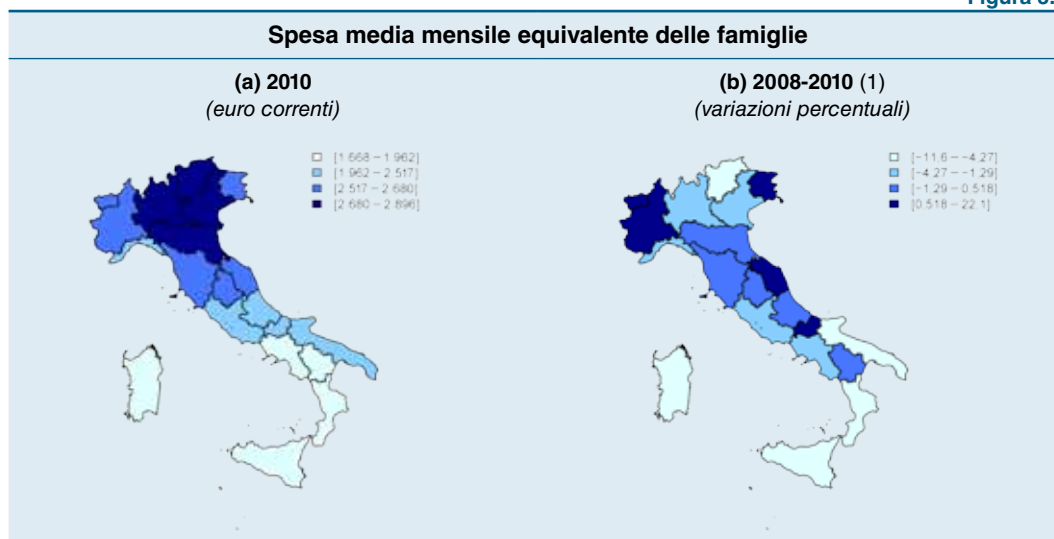 Figura
Spesa media mensile equivalente delle famiglie
(a) 2010
(euro correnti)
[1 668 – 1 962]
[1 962 – 2 517]
[2 517 – 2 680]
[2 680 – 2 896]
(b) 2008-2010 (1)
(variazioni percentuali)
[-11,6 – -4,27]
[-4,27 – -1,29]
[-1,29 – 0,518]
[0,518 – 22,1]